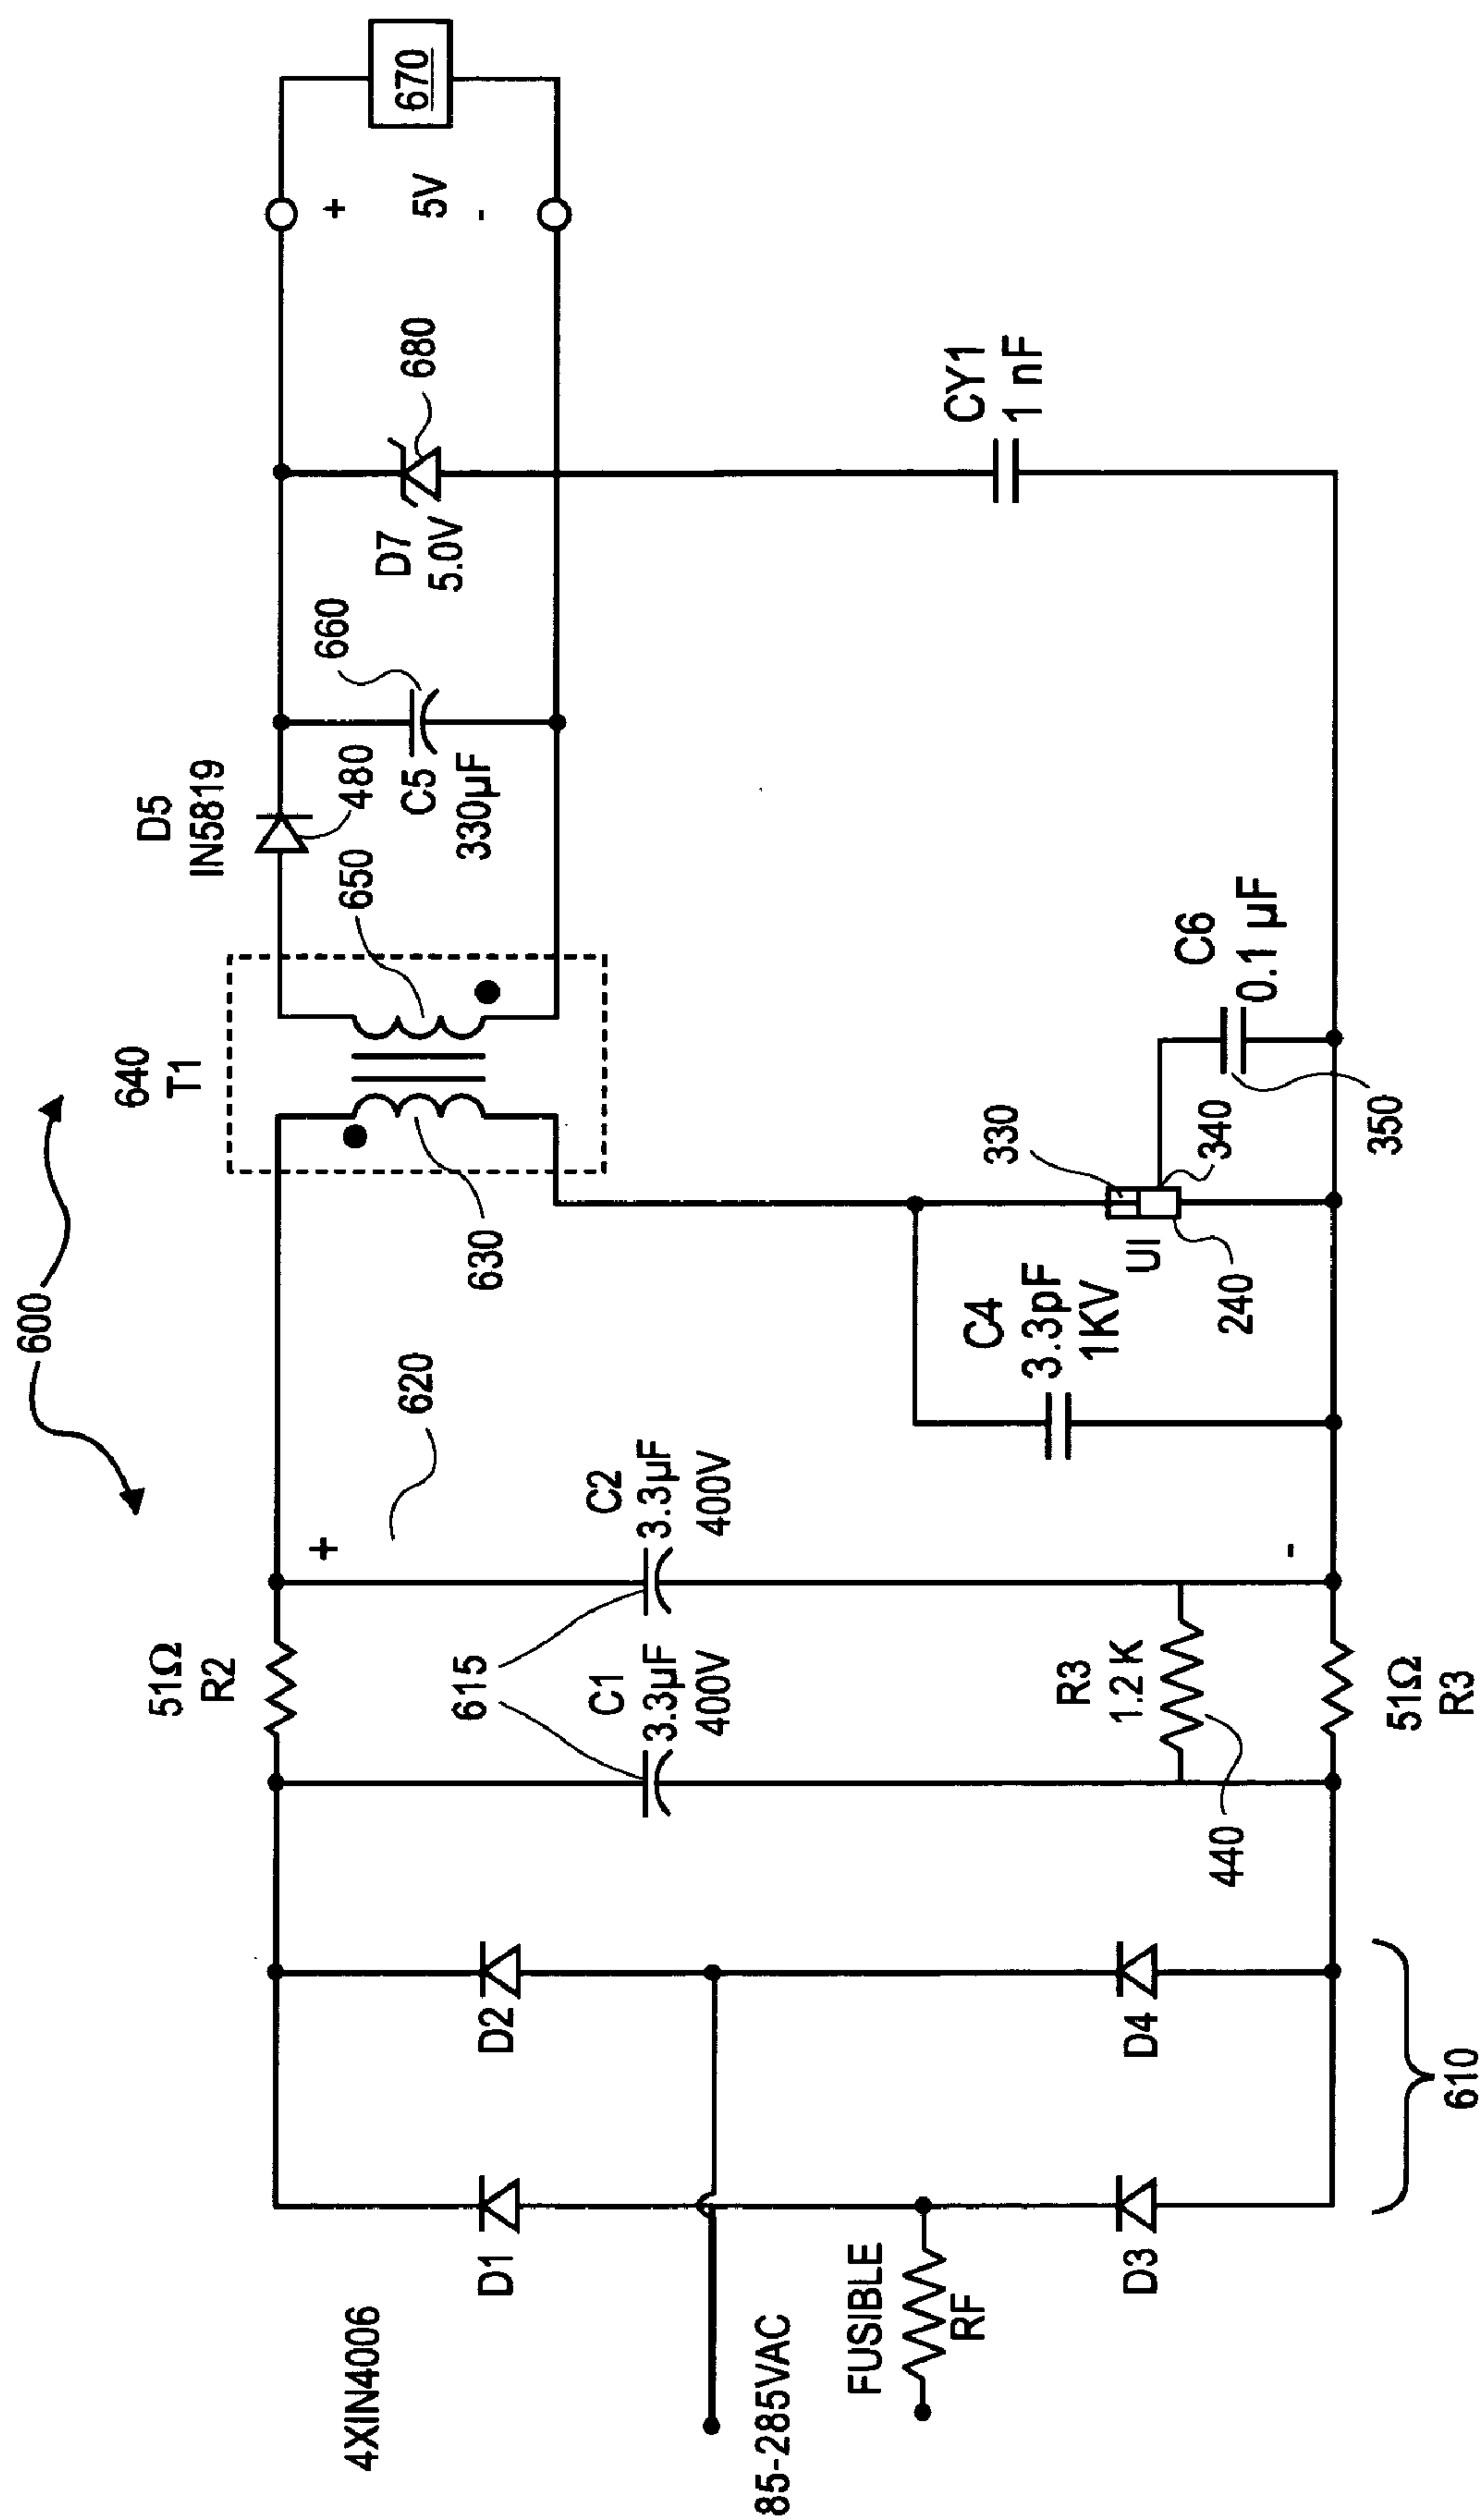 600
4XIN4006
D1
D2
D3
D4
85-285VAC
FUSIBLE
RF
610
51Ω
R2
615
C1
3.3µF
400V
C2
3.3µF
400V
+
620
-
R3
1.2 K
440
51Ω
R3
640
T1
630
650
C4
3.3pF
1KV
UI
240
330
340
C6
0.1 µF
350
D5
IN5819
480
C5
330µF
660
D7
5.0V
680
CY1
1 nF
+
5V
-
670